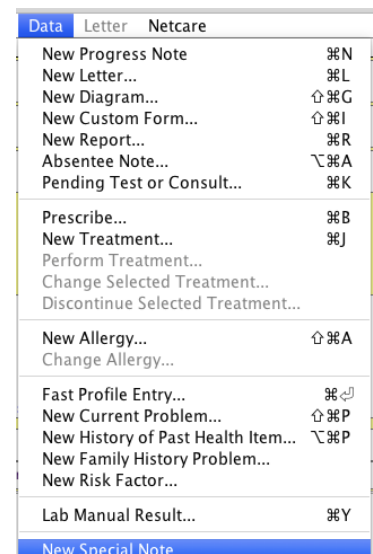 Data Letter Netcare
New Progress Note ⌘N
New Letter... ⌘L
New Diagram... ⇧⌘G
New Custom Form... ⇧⌘I
New Report... ⌘R
Absentee Note... ⌥⌘A
Pending Test or Consult... ⌘K
Prescribe... ⌘B
New Treatment... ⌘J
Perform Treatment...
Change Selected Treatment...
Discontinue Selected Treatment...
New Allergy... ⇧⌘A
Change Allergy...
Fast Profile Entry... ⌘⏎
New Current Problem... ⇧⌘P
New History of Past Health Item... ⌥⌘P
New Family History Problem...
New Risk Factor...
Lab Manual Result... ⌘Y
New Special Note